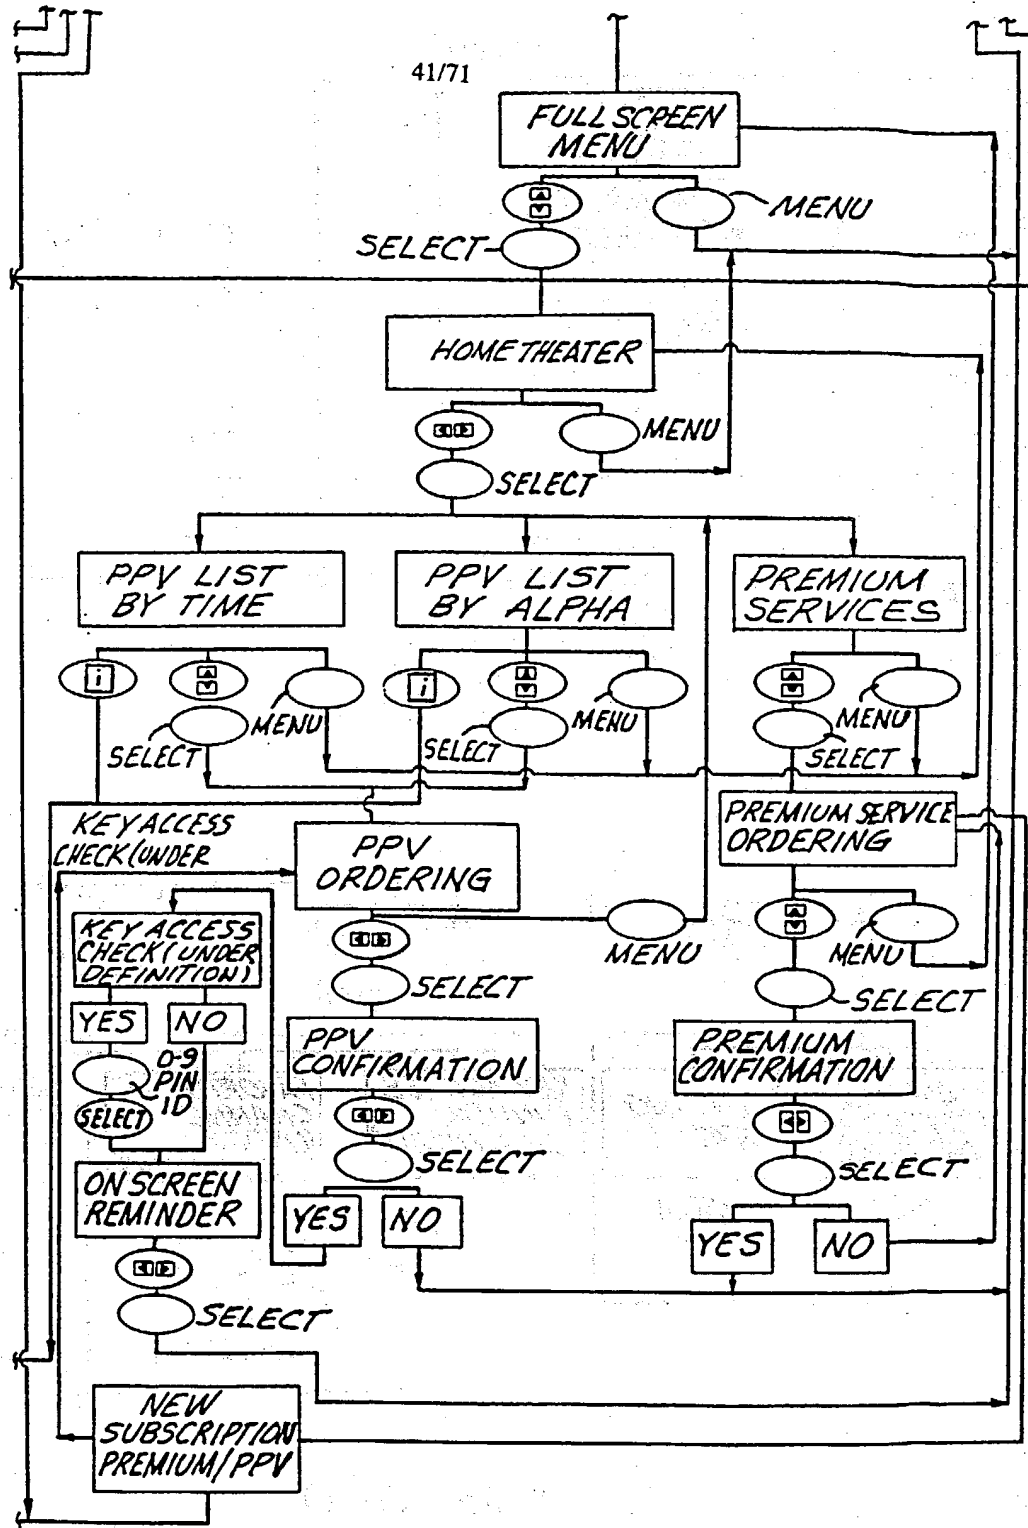 41/71
FULL SCREEN
MENU
MENU
SELECT
HOME THEATER
MENU
SELECT
PPV LIST
BY TIME
PPV LIST
BY ALPHA
PREMIUM
SERVICES
i
MENU
SELECT
i
MENU
SELECT
MENU
SELECT
KEY ACCESS
CHECK (UNDER
PPV
ORDERING
PREMIUM SERVICE
ORDERING
KEY ACCESS
CHECK (UNDER
DEFINITION)
MENU
MENU
SELECT
SELECT
YES
NO
PPV
CONFIRMATION
PREMIUM
CONFIRMATION
0-9
PIN
ID
SELECT
SELECT
SELECT
ON SCREEN
REMINDER
YES
NO
YES
NO
SELECT
NEW
SUBSCRIPTION
PREMIUM/PPV